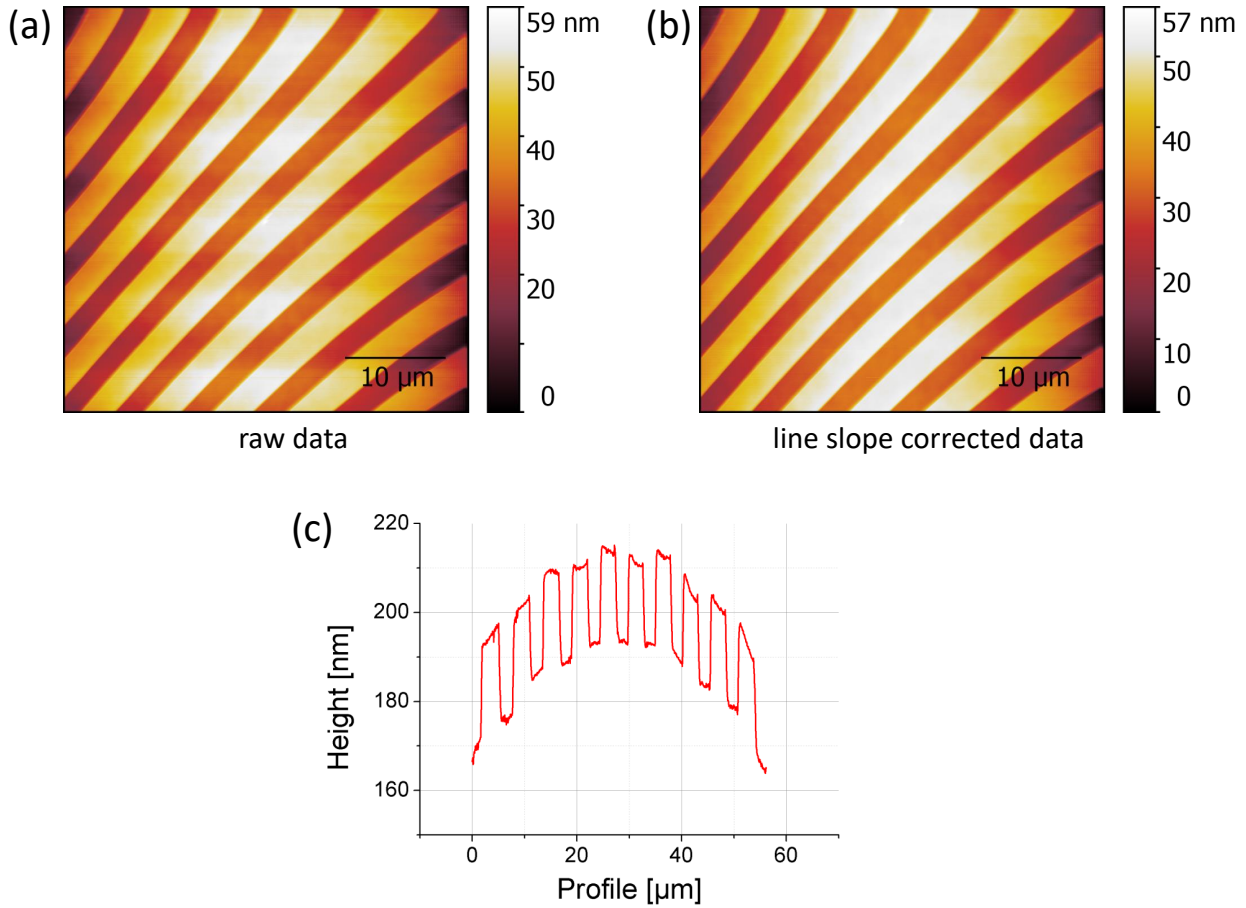 (a)
59 nm
50
40
30
20
0
10 µm
raw data
(b)
57 nm
50
40
30
20
10
0
10 µm
line slope corrected data
(c)
220
200
180
160
Height [nm]
0
20
40
60
Profile [µm]